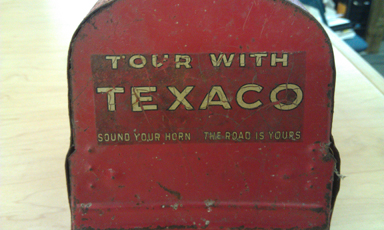 TOUR WITH
TEXACO
SOUND YOUR HORN THE ROAD IS YOURS